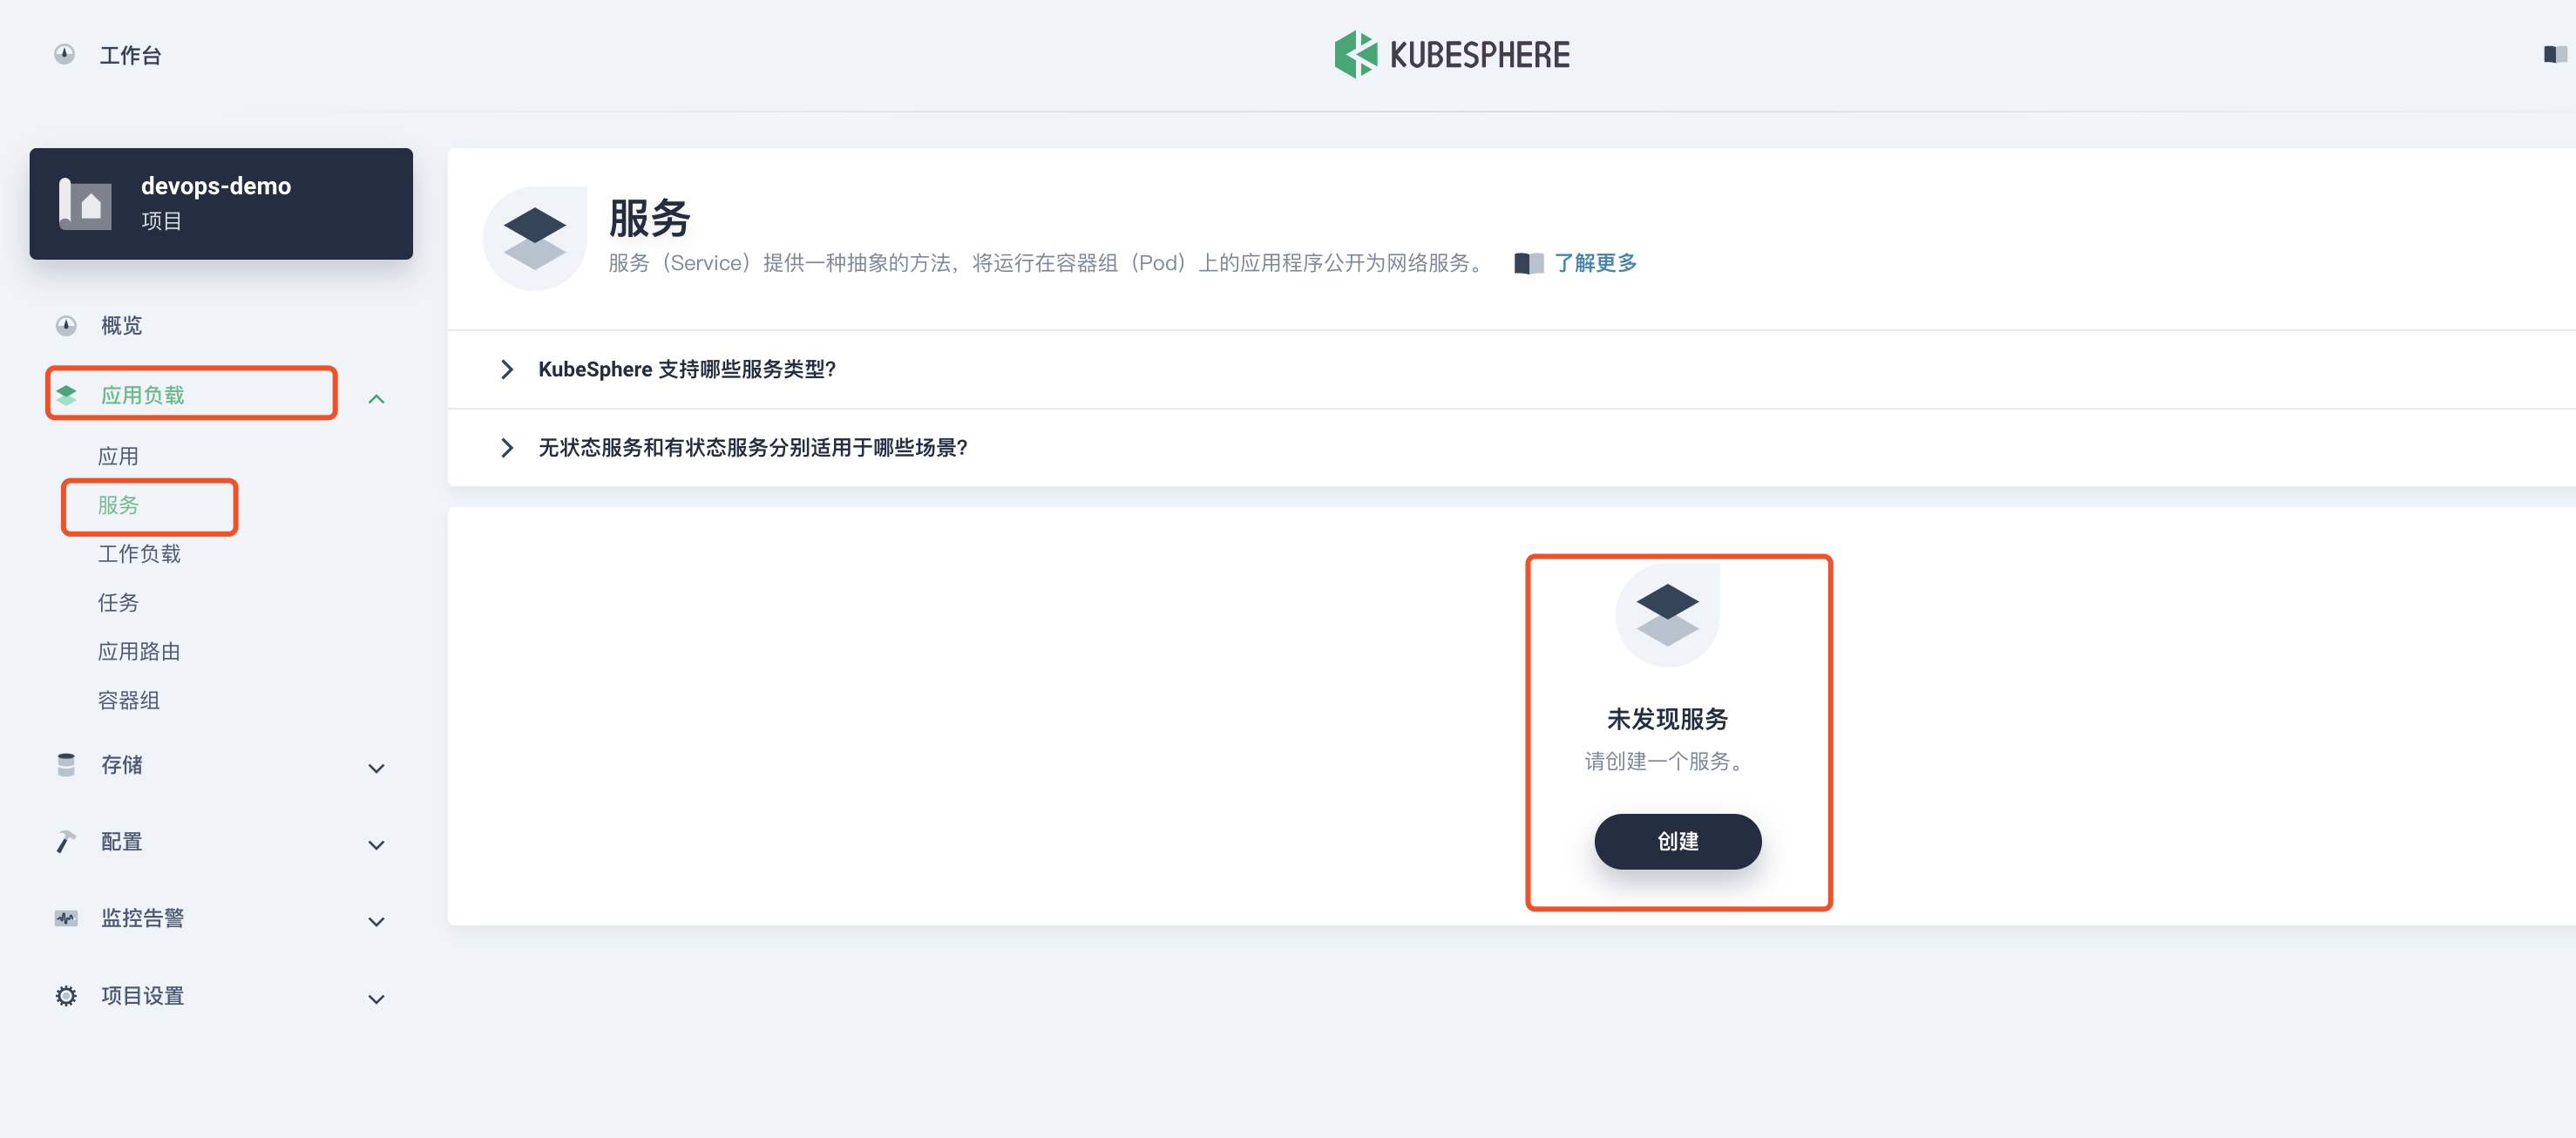 工作台
KUBESPHERE
devops-demo
项目
概览
应用负载
应用
服务
工作负载
任务
应用路由
容器组
存储
配置
监控告警
项目设置
服务
服务（Service）提供一种抽象的方法，将运行在容器组（Pod）上的应用程序公开为网络服务。 了解更多
KubeSphere 支持哪些服务类型?
无状态服务和有状态服务分别适用于哪些场景?
未发现服务
请创建一个服务。
创建